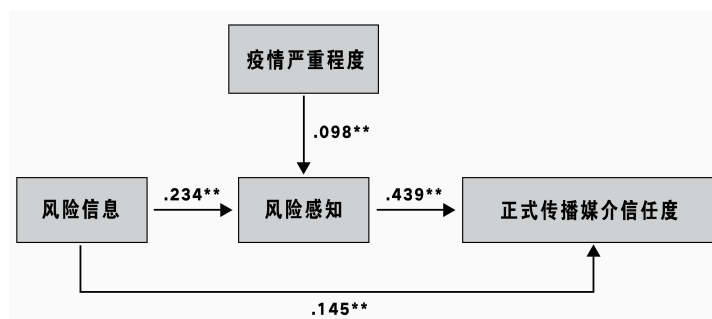 疫情严重程度
.098**
风险信息
.234**
风险感知
.439**
正式传播媒介信任度
.145**